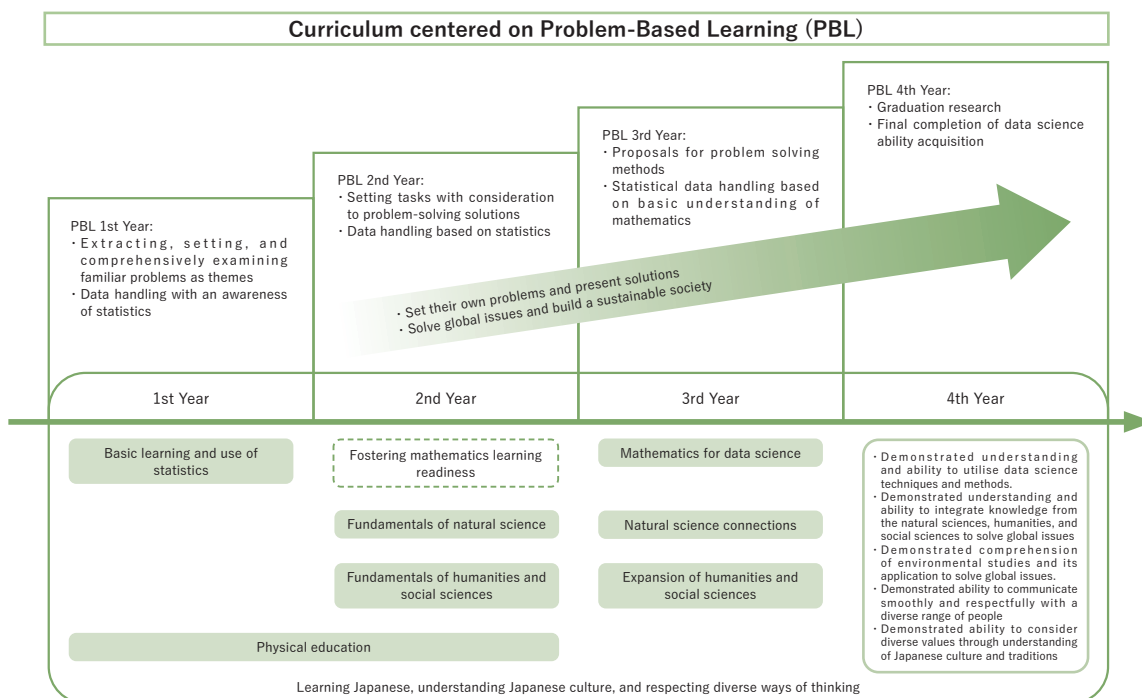 Curriculum centered on Problem-Based Learning (PBL)
PBL 1st Year:
・Extracting, setting, and
comprehensively examining
familiar problems as themes
・Data handling with an awareness
of statistics
PBL 2nd Year:
・Setting tasks with consideration
to problem-solving solutions
・Data handling based on statistics
PBL 3rd Year:
・Proposals for problem solving
methods
・Statistical data handling based
on basic understanding of
mathematics
PBL 4th Year:
・Graduation research
・Final completion of data science
ability acquisition
・Set their own problems and present solutions
・Solve global issues and build a sustainable society
1st Year
2nd Year
3rd Year
4th Year
Basic learning and use of
statistics
Fostering mathematics learning
readiness
Mathematics for data science
Fundamentals of natural science
Natural science connections
Fundamentals of humanities and
social sciences
Expansion of humanities and
social sciences
Physical education
・Demonstrated understanding
and ability to utilise data science
techniques and methods.
・Demonstrated understanding and
ability to integrate knowledge from
the natural sciences, humanities, and
social sciences to solve global issues
・Demonstrated comprehension
of environmental studies and its
application to solve global issues.
・Demonstrated ability to communicate
smoothly and respectfully with a
diverse range of people
・Demonstrated ability to consider
diverse values through understanding
of Japanese culture and traditions
Learning Japanese, understanding Japanese culture, and respecting diverse ways of thinking